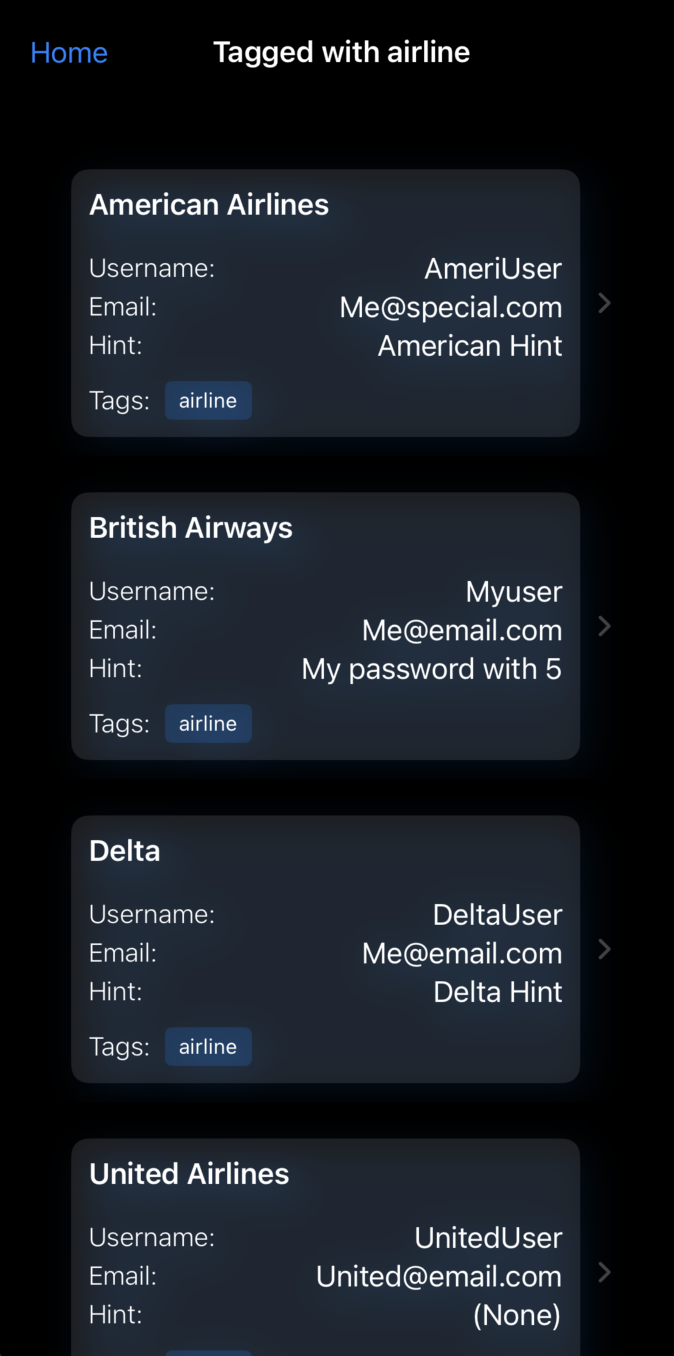 Home Tagged with airline
American Airlines
Username: AmeriUser
Email: Me@special.com
Hint: American Hint
Tags: airline
British Airways
Username: Myuser
Email: Me@email.com
Hint: My password with 5
Tags: airline
Delta
Username: DeltaUser
Email: Me@email.com
Hint: Delta Hint
Tags: airline
United Airlines
Username: UnitedUser
Email: United@email.com
Hint: (None)